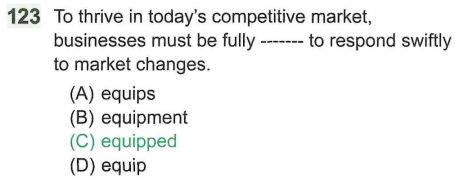 123 To thrive in today's competitive market,
businesses must be fully ------- to respond swiftly
to market changes.
(A) equips
(B) equipment
(C) equipped
(D) equip